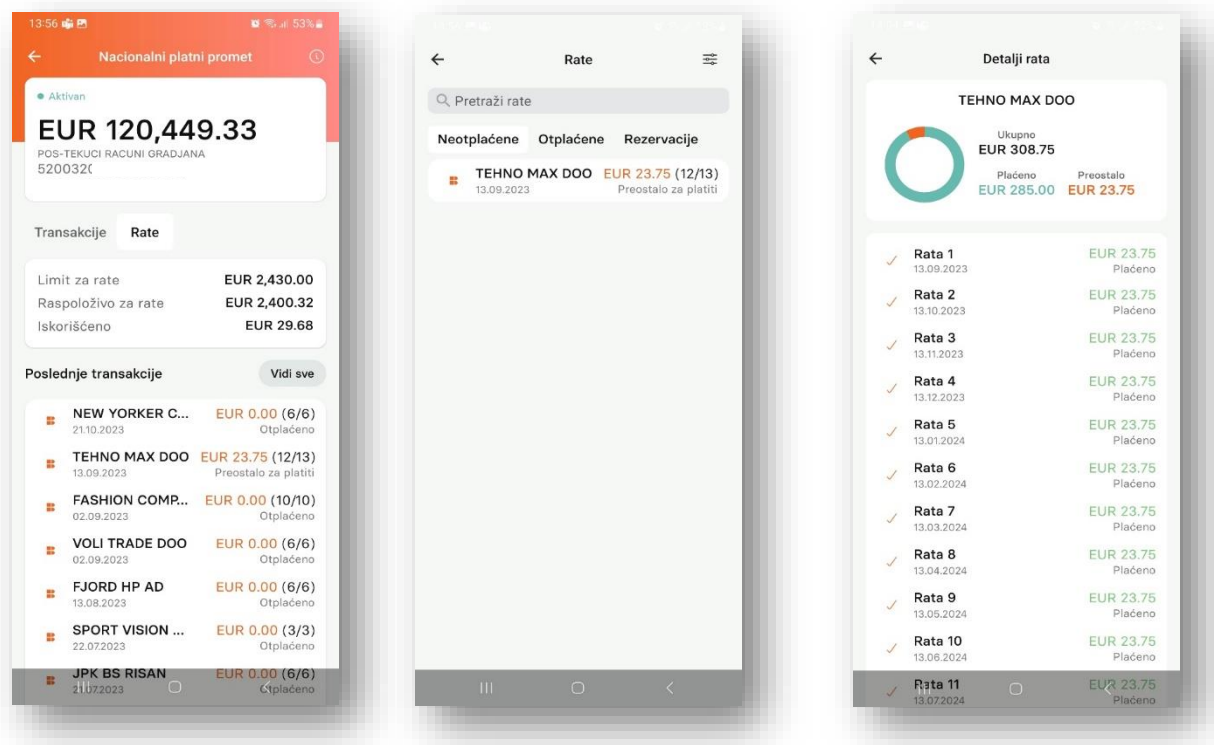 13:56 53%
Nacionalni platni promet
Aktivan
EUR 120,449.33
POS-TEKUCI RACUNI GRADJANA
520032
Transakcije Rate
Limit za rate EUR 2,430.00
Raspoloživo za rate EUR 2,400.32
Iskorišćeno EUR 29.68
Poslednje transakcije Vidi sve
NEW YORKER C... EUR 0.00 (6/6)
21.10.2023 Otplaćeno
TEHNO MAX DOO EUR 23.75 (12/13)
13.09.2023 Preostalo za platiti
FASHION COMP... EUR 0.00 (10/10)
02.09.2023 Otplaćeno
VOLI TRADE DOO EUR 0.00 (6/6)
02.09.2023 Otplaćeno
FJORD HP AD EUR 0.00 (6/6)
13.08.2023 Otplaćeno
SPORT VISION ... EUR 0.00 (3/3)
22.07.2023 Otplaćeno
JPK BS RISAN EUR 0.00 (6/6)
21.07.2023 Otplaćeno
Rate
Pretraži rate
Neotplaćene Otplaćene Rezervacije
TEHNO MAX DOO EUR 23.75 (12/13)
13.09.2023 Preostalo za platiti
Detalji rata
TEHNO MAX DOO
Ukupno
EUR 308.75
Plaćeno Preostalo
EUR 285.00 EUR 23.75
Rata 1 EUR 23.75
13.09.2023 Plaćeno
Rata 2 EUR 23.75
13.10.2023 Plaćeno
Rata 3 EUR 23.75
13.11.2023 Plaćeno
Rata 4 EUR 23.75
13.12.2023 Plaćeno
Rata 5 EUR 23.75
13.01.2024 Plaćeno
Rata 6 EUR 23.75
13.02.2024 Plaćeno
Rata 7 EUR 23.75
13.03.2024 Plaćeno
Rata 8 EUR 23.75
13.04.2024 Plaćeno
Rata 9 EUR 23.75
13.05.2024 Plaćeno
Rata 10 EUR 23.75
13.06.2024 Plaćeno
Rata 11 EUR 23.75
13.07.2024 Plaćeno